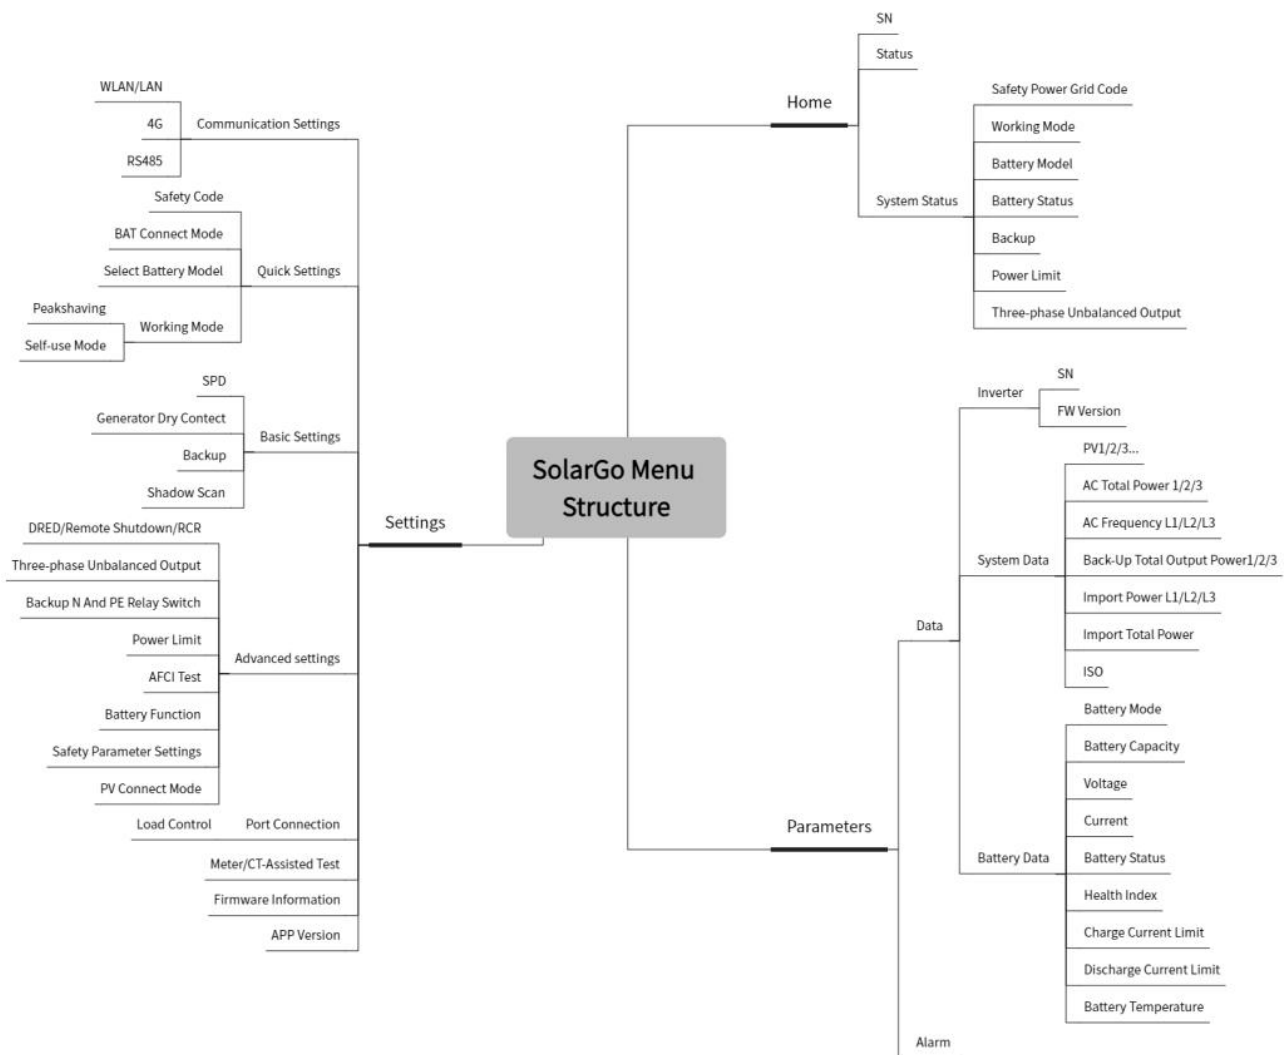 SolarGo Menu
Structure
Home
SN
Status
System Status
Safety Power Grid Code
Working Mode
Battery Model
Battery Status
Backup
Power Limit
Three-phase Unbalanced Output
Parameters
Data
Inverter
SN
FW Version
System Data
PV1/2/3...
AC Total Power 1/2/3
AC Frequency L1/L2/L3
Back-Up Total Output Power1/2/3
Import Power L1/L2/L3
Import Total Power
ISO
Battery Data
Battery Mode
Battery Capacity
Voltage
Current
Battery Status
Health Index
Charge Current Limit
Discharge Current Limit
Battery Temperature
Alarm
Settings
Communication Settings
WLAN/LAN
4G
RS485
Quick Settings
Safety Code
BAT Connect Mode
Select Battery Model
Working Mode
Peakshaving
Self-use Mode
Basic Settings
SPD
Generator Dry Contect
Backup
Shadow Scan
Advanced settings
DRED/Remote Shutdown/RCR
Three-phase Unbalanced Output
Backup N And PE Relay Switch
Power Limit
AFCI Test
Battery Function
Safety Parameter Settings
PV Connect Mode
Port Connection
Load Control
Meter/CT-Assisted Test
Firmware Information
APP Version